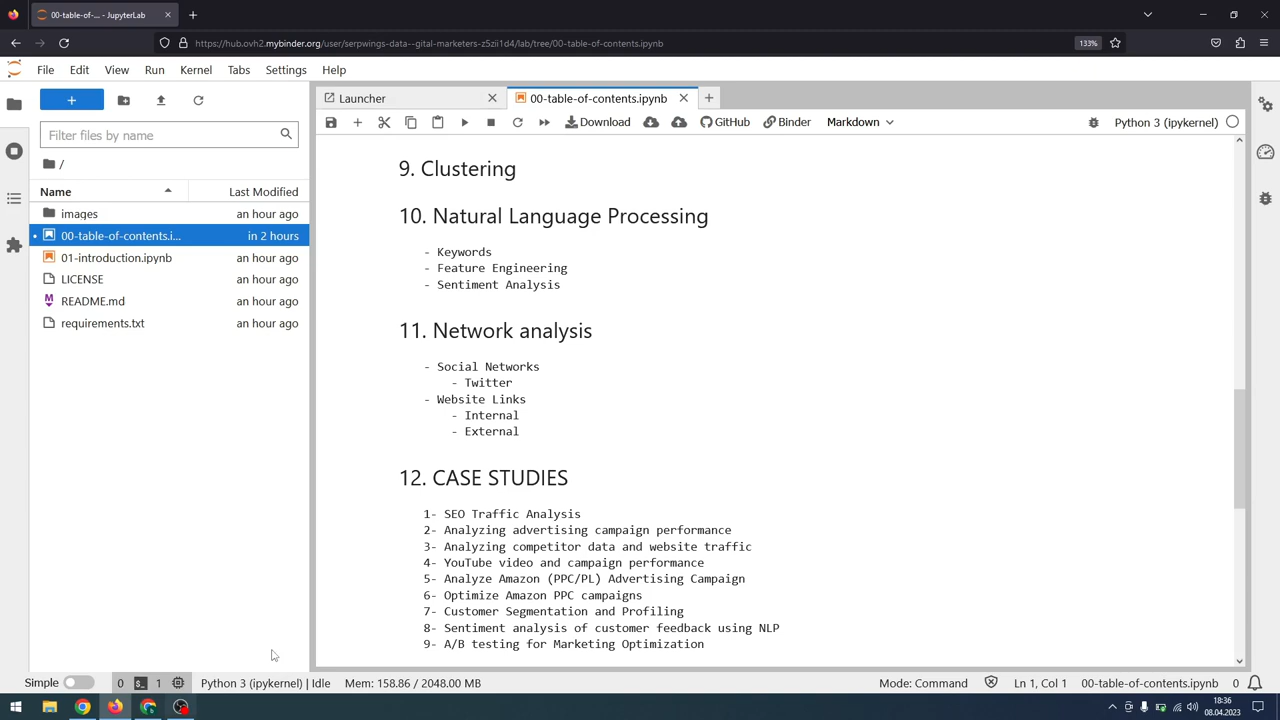 00-table-of-... - JupyterLab
https://hub.ovh2.mybinder.org/user/serpwings-data--gital-marketers-z5zii1d4/lab/tree/00-table-of-contents.ipynb
133%
File Edit View Run Kernel Tabs Settings Help
Launcher
00-table-of-contents.ipynb
Filter files by name
Download GitHub Binder Markdown Python 3 (ipykernel)
/
Name Last Modified
images an hour ago
00-table-of-contents.i... in 2 hours
01-introduction.ipynb an hour ago
LICENSE an hour ago
README.md an hour ago
requirements.txt an hour ago
9. Clustering
10. Natural Language Processing
- Keywords
- Feature Engineering
- Sentiment Analysis
11. Network analysis
- Social Networks
- Twitter
- Website Links
- Internal
- External
12. CASE STUDIES
1- SEO Traffic Analysis
2- Analyzing advertising campaign performance
3- Analyzing competitor data and website traffic
4- YouTube video and campaign performance
5- Analyze Amazon (PPC/PL) Advertising Campaign
6- Optimize Amazon PPC campaigns
7- Customer Segmentation and Profiling
8- Sentiment analysis of customer feedback using NLP
9- A/B testing for Marketing Optimization
Simple 0 1 Python 3 (ipykernel) | Idle Mem: 158.86 / 2048.00 MB Mode: Command Ln 1, Col 1 00-table-of-contents.ipynb 0
18:36
08.04.2023